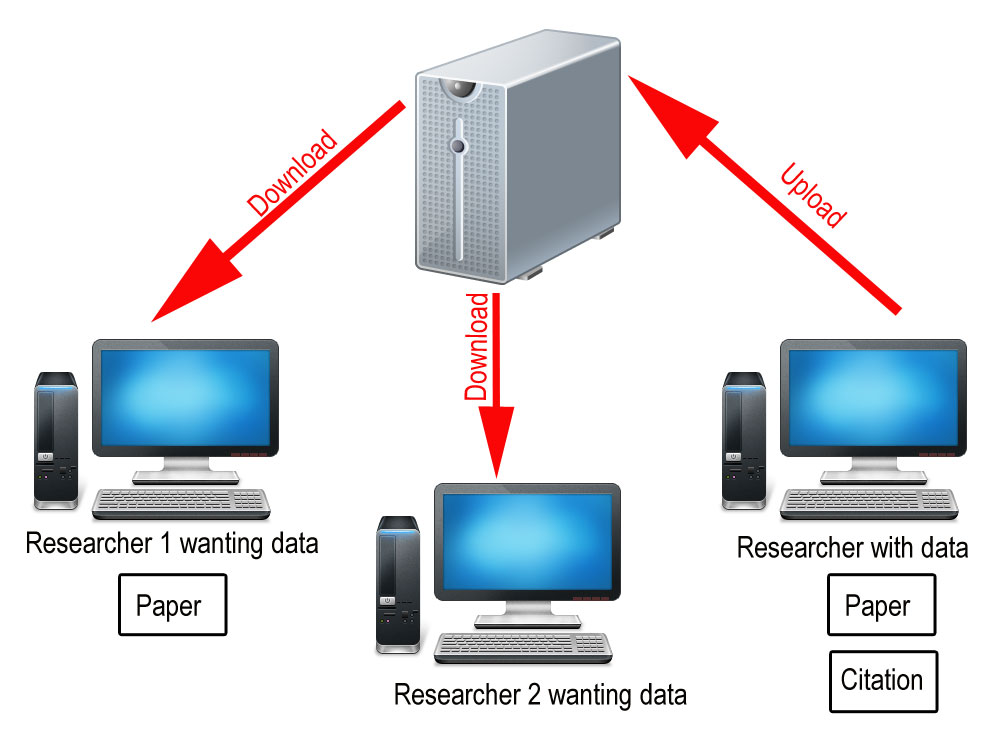 Download
Upload
Download
Researcher 1 wanting data
Paper
Researcher with data
Paper
Citation
Researcher 2 wanting data